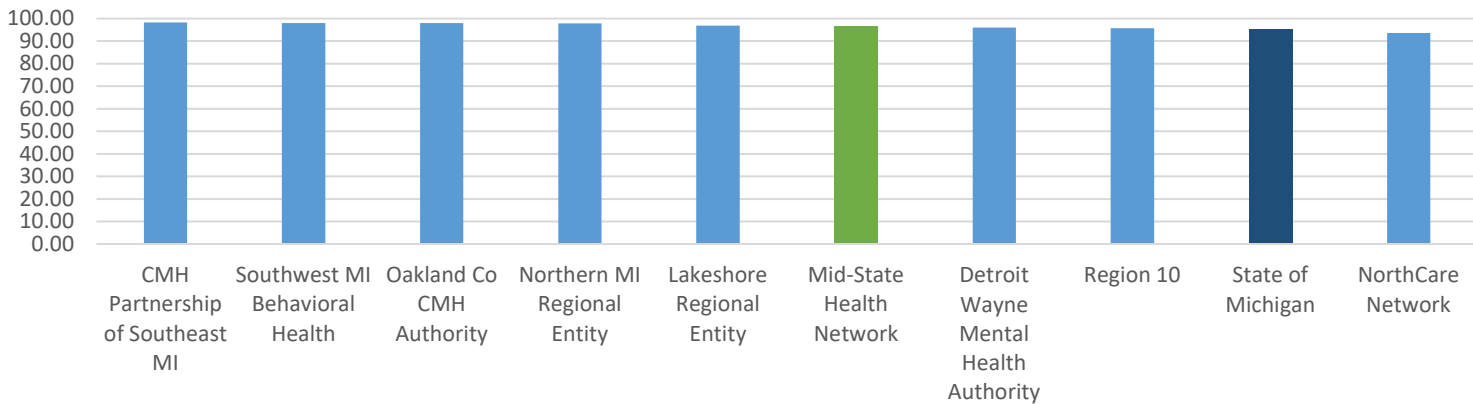 100.00
90.00
80.00
70.00
60.00
50.00
40.00
30.00
20.00
10.00
0.00
CMH
Partnership
of Southeast
MI
Southwest MI
Behavioral
Health
Oakland Co
CMH
Authority
Northern MI
Regional
Entity
Lakeshore
Regional
Entity
Mid-State
Health
Network
Detroit
Wayne
Mental
Health
Authority
Region 10
State of
Michigan
NorthCare
Network